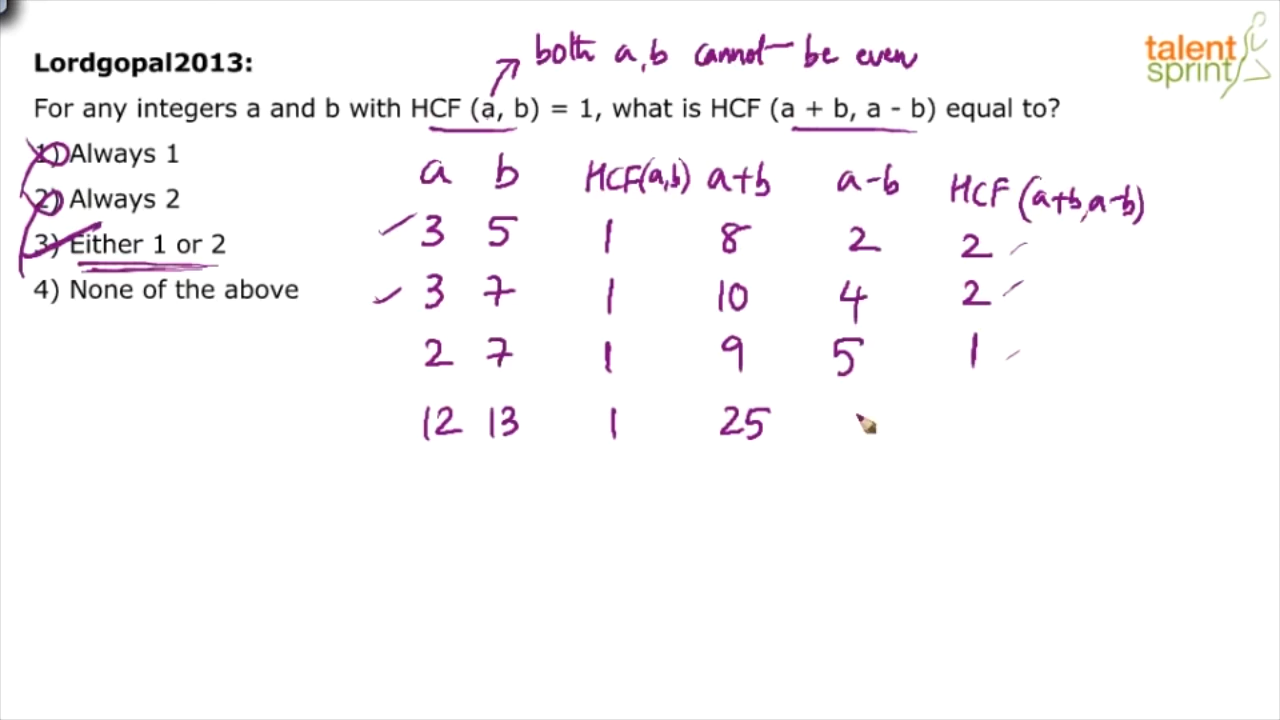 both a,b cannot be even
talent
sprint
Lordgopal2013:
For any integers a and b with HCF (a, b) = 1, what is HCF (a + b, a - b) equal to?
1) Always 1
2) Always 2
3) Either 1 or 2
4) None of the above
a b HCF(a,b) a+b a-b HCF (a+b,a-b)
3 5 1 8 2 2
3 7 1 10 4 2
2 7 1 9 5 1
12 13 1 25